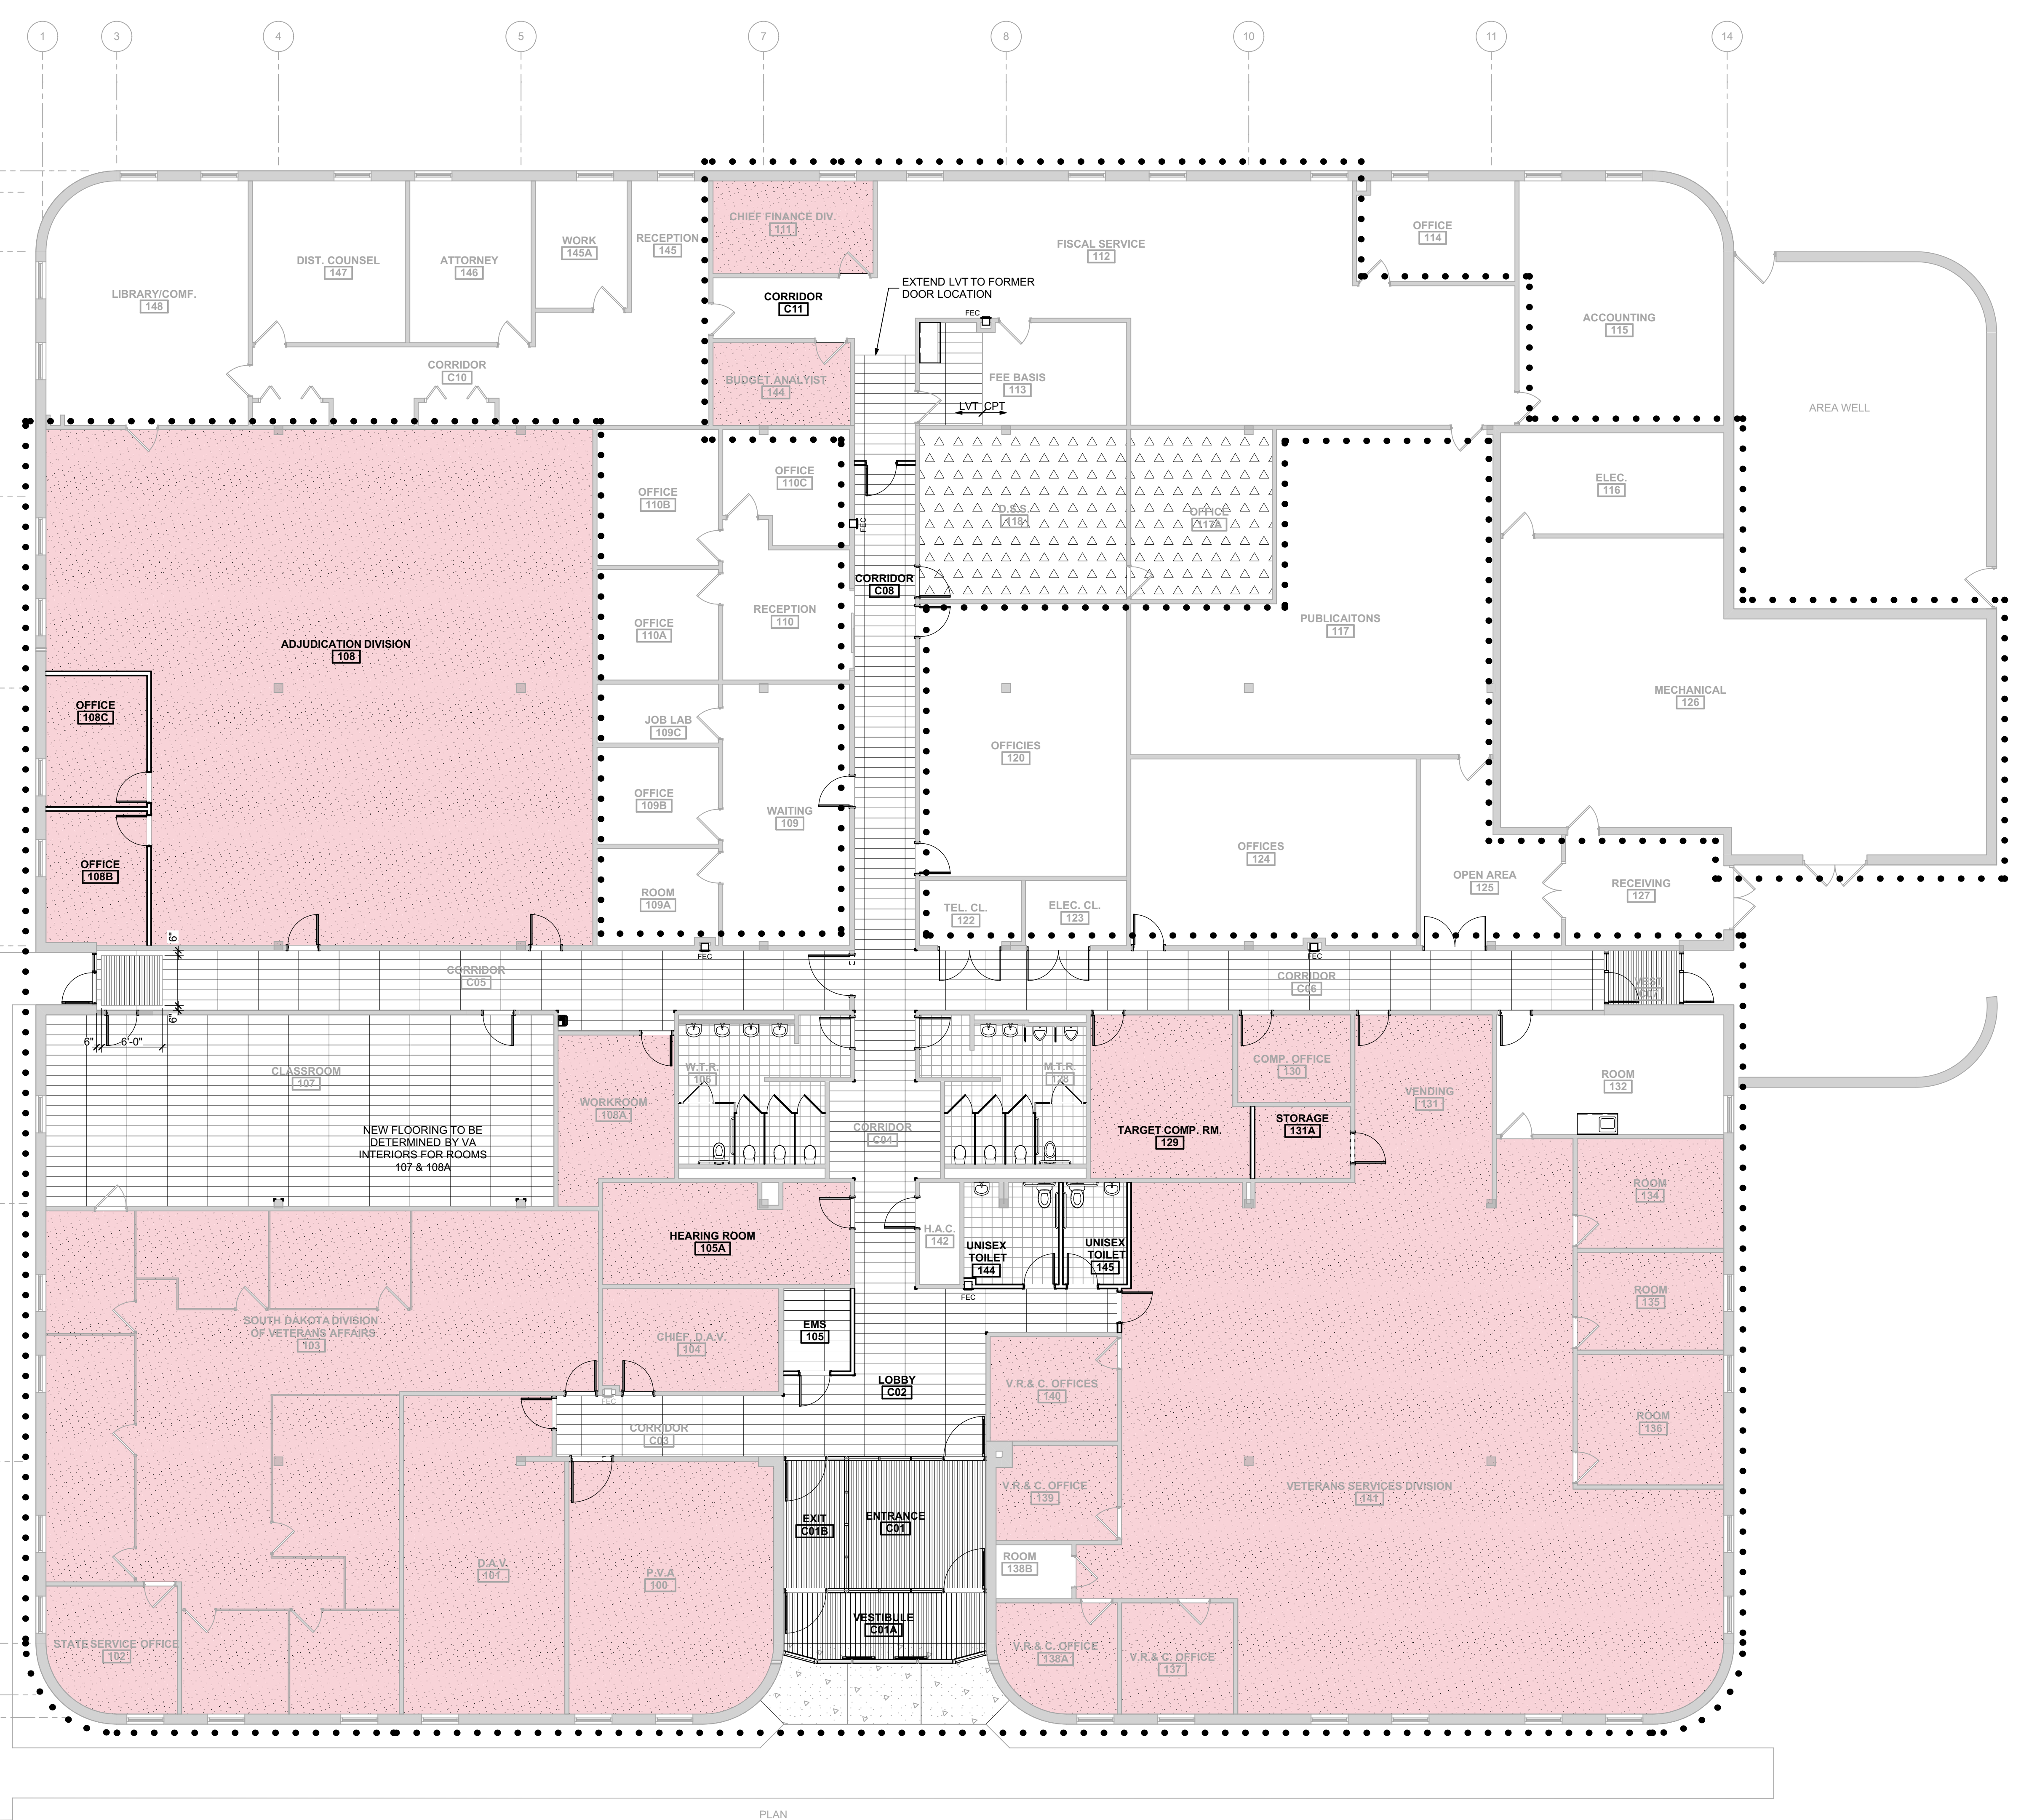 1
3
4
5
7
8
10
11
14
CHIEF FINANCE DIV.
111
FISCAL SERVICE
112
OFFICE
114
WORK
145A
RECEPTION
145
DIST. COUNSEL
147
ATTORNEY
146
LIBRARY/COMF.
148
CORRIDOR
C11
EXTEND LVT TO FORMER
DOOR LOCATION
FEC
ACCOUNTING
115
CORRIDOR
C10
BUDGET ANALYIST
144
FEE BASIS
113
LVT CPT
AREA WELL
OFFICE
110B
OFFICE
110C
FEC
D.S.S.
118
OFFICE
117A
ELEC.
116
CORRIDOR
C08
OFFICE
110A
RECEPTION
110
PUBLICAITONS
117
ADJUDICATION DIVISION
108
OFFICE
108C
JOB LAB
109C
OFFICIES
120
MECHANICAL
126
OFFICE
109B
WAITING
109
OFFICES
124
OFFICE
108B
ROOM
109A
TEL. CL.
122
ELEC. CL.
123
OPEN AREA
125
RECEIVING
127
6"
FEC
FEC
CORRIDOR
C05
CORRIDOR
C06
VEST.
C07
6"
6"
6'-0"
CLASSROOM
107
W.T.R.
106
M.T.R.
128
COMP. OFFICE
130
VENDING
131
ROOM
132
WORKROOM
108A
CORRIDOR
C04
TARGET COMP. RM.
129
STORAGE
131A
NEW FLOORING TO BE
DETERMINED BY VA
INTERIORS FOR ROOMS
107 & 108A
ROOM
134
HEARING ROOM
105A
H.A.C.
142
UNISEX
TOILET
144
UNISEX
TOILET
145
FEC
ROOM
135
SOUTH DAKOTA DIVISION
OF VETERANS AFFAIRS
103
CHIEF, D.A.V.
104
EMS
105
LOBBY
C02
V.R.& C. OFFICES
140
FEC
CORRIDOR
C03
ROOM
136
V.R.& C. OFFICE
139
VETERANS SERVICES DIVISION
141
EXIT
C01B
ENTRANCE
C01
D.A.V.
101
P.V.A
100
ROOM
138B
VESTIBULE
C01A
STATE SERVICE OFFICE
102
V.R.& C. OFFICE
138A
V.R.& C. OFFICE
137
PLAN